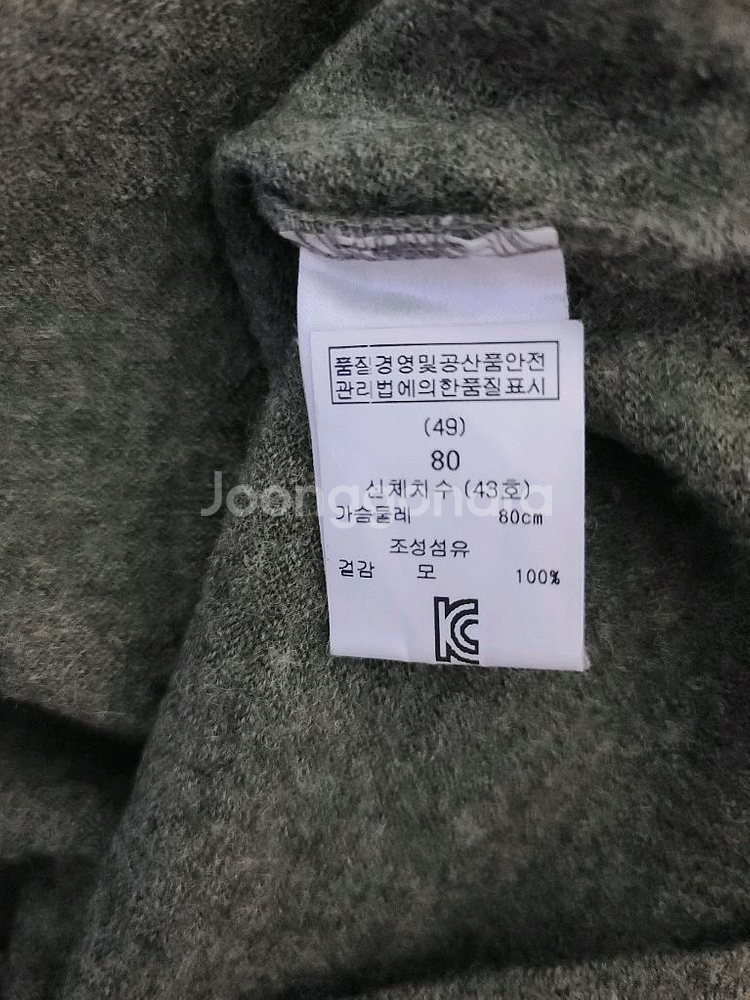 품질경영및공산품안전
관리법에의한품질표시
(49)
80
신체치수 (43호)
가슴둘레 80cm
조성섬유
겉감 모 100%
KC
Joonggonara